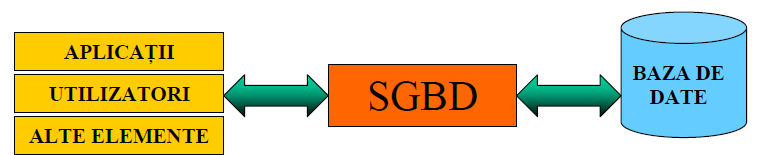 APLICAȚII
UTILIZATORI
ALTE ELEMENTE
SGBD
BAZA DE
DATE